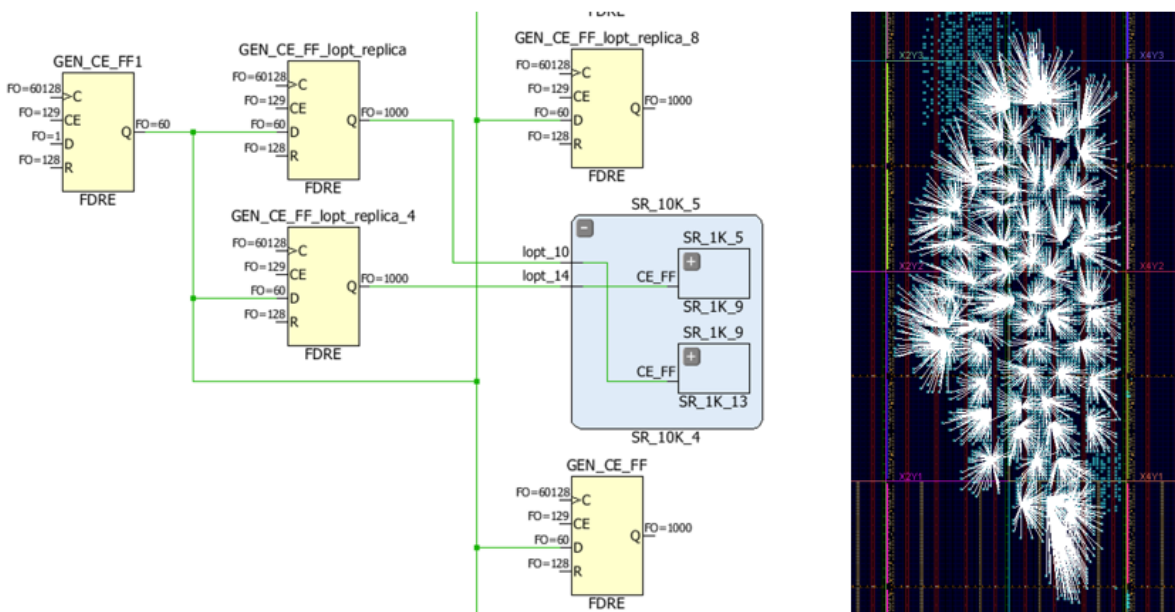 GEN_CE_FF1
FO=60128
C
FO=129
CE
FO=1
D
FO=128
R
Q
FO=60
FDRE
GEN_CE_FF_lopt_replica
FO=60128
C
FO=129
CE
FO=60
D
FO=128
R
Q
FO=1000
FDRE
GEN_CE_FF_lopt_replica_4
FO=60128
C
FO=129
CE
FO=60
D
FO=128
R
Q
FO=1000
FDRE
FDRE
GEN_CE_FF_lopt_replica_8
FO=60128
C
FO=129
CE
FO=60
D
FO=128
R
Q
FO=1000
FDRE
SR_10K_5
lopt_10
lopt_14
SR_1K_5
CE_FF
SR_1K_9
SR_1K_9
CE_FF
SR_1K_13
SR_10K_4
GEN_CE_FF
FO=60128
C
FO=129
CE
FO=60
D
FO=128
R
Q
FO=1000
FDRE
X2Y3
X4Y3
X2Y2
X4Y2
X2Y1
X4Y1